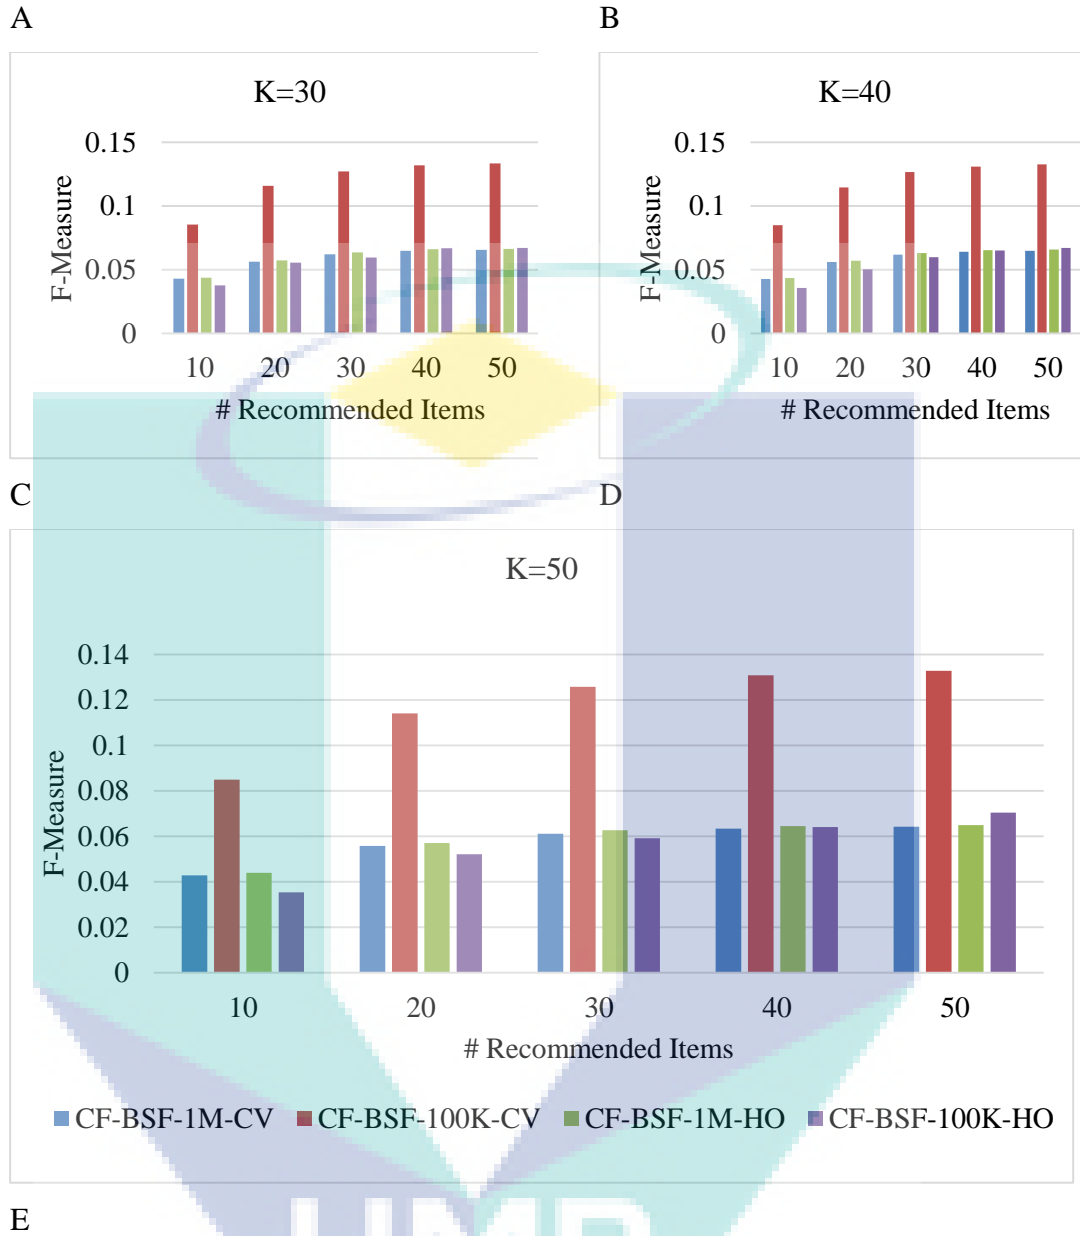 A
B
K=30
0.15
0.1
0.05
0
F-Measure
10 20 30 40 50
# Recommended Items
K=40
0.15
0.1
0.05
0
F-Measure
10 20 30 40 50
# Recommended Items
C
D
K=50
0.14
0.12
0.1
0.08
0.06
0.04
0.02
0
F-Measure
10 20 30 40 50
# Recommended Items
CF-BSF-1M-CV CF-BSF-100K-CV CF-BSF-1M-HO CF-BSF-100K-HO
E
UMP